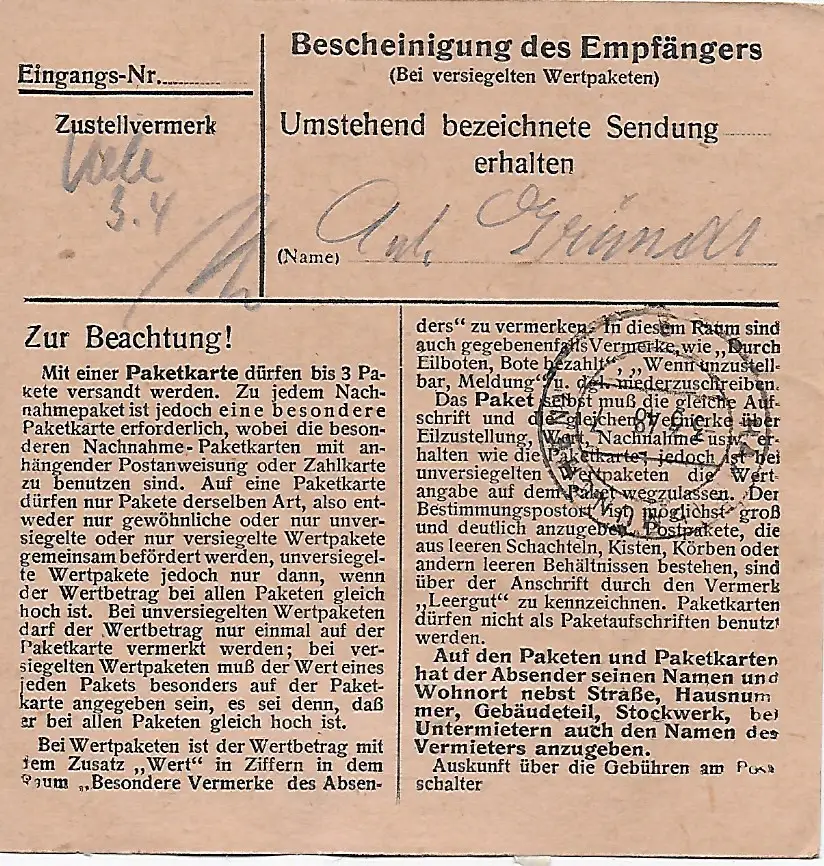 Eingangs-Nr.
Zustellvermerk
3.4
Bescheinigung des Empfängers
(Bei versiegelten Wertpaketen)
Umstehend bezeichnete Sendung
erhalten
(Name)
Zur Beachtung!
Mit einer Paketkarte dürfen bis 3 Pa-
kete versandt werden. Zu jedem Nach-
nahmepaket ist jedoch eine besondere
Paketkarte erforderlich, wobei die beson-
deren Nachnahme-Paketkarten mit an-
hängender Postanweisung oder Zahlkarte
zu benutzen sind. Auf eine Paketkarte
dürfen nur Pakete derselben Art, also ent-
weder nur gewöhnliche oder nur unver-
siegelte oder nur versiegelte Wertpakete
gemeinsam befördert werden, unversiegel-
te Wertpakete jedoch nur dann, wenn
der Wertbetrag bei allen Paketen gleich
hoch ist. Bei unversiegelten Wertpaketen
darf der Wertbetrag nur einmal auf der
Paketkarte vermerkt werden; bei ver-
siegelten Wertpaketen muß der Wert eines
jeden Pakets besonders auf der Paket-
karte angegeben sein, es sei denn, daß
er bei allen Paketen gleich hoch ist.
Bei Wertpaketen ist der Wertbetrag mit
dem Zusatz „Wert“ in Ziffern in dem
Raum „Besondere Vermerke des Absen-
ders“ zu vermerken. In diesem Raum sind
auch gegebenenfalls Vermerke, wie „Durch
Eilboten, Bote bezahlt“, „Wenn unzustell-
bar, Meldung“ u. dgl. niederzuschreiben.
Das Paket selbst muß die gleiche Auf-
schrift und die gleichen Vermerke über
Eilzustellung, Wert, Nachnahme usw. er-
halten wie die Paketkarte; jedoch ist bei
unversiegelten Wertpaketen die Wert-
angabe auf dem Paket wegzulassen. Der
Bestimmungspostort ist möglichst groß
und deutlich anzugeben. Postpakete, die
aus leeren Schachteln, Kisten, Körben oder
andern leeren Behältnissen bestehen, sind
über der Anschrift durch den Vermerk
„Leergut“ zu kennzeichnen. Paketkarten
dürfen nicht als Paketaufschriften benutzt
werden.
Auf den Paketen und Paketkarten
hat der Absender seinen Namen und
Wohnort nebst Straße, Hausnum
mer, Gebäudeteil, Stockwerk, bei
Untermietern auch den Namen des
Vermieters anzugeben.
Auskunft über die Gebühren am Post
schalter